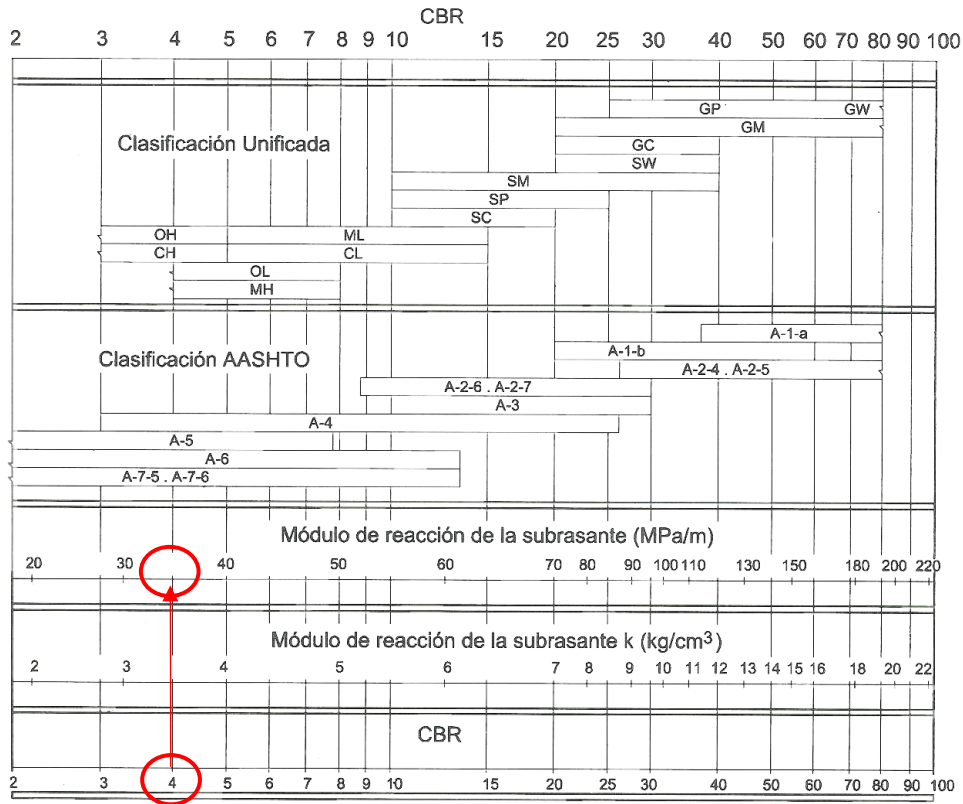 CBR
2 3 4 5 6 7 8 9 10 15 20 25 30 40 50 60 70 80 90 100
GP GW
Clasificación Unificada
GM
GC
SW
SM
SP
SC
OH ML
CH CL
OL
MH
A-1-a
Clasificación AASHTO
A-1-b
A-2-4 . A-2-5
A-2-6 . A-2-7
A-3
A-4
A-5
A-6
A-7-5 . A-7-6
Módulo de reacción de la subrasante (MPa/m)
20 30 40 50 60 70 80 90 100 110 130 150 180 200 220
Módulo de reacción de la subrasante k (kg/cm³)
2 3 4 5 6 7 8 9 10 11 12 13 14 15 16 18 20 22
CBR
2 3 4 5 6 7 8 9 10 15 20 25 30 40 50 60 70 80 90 100